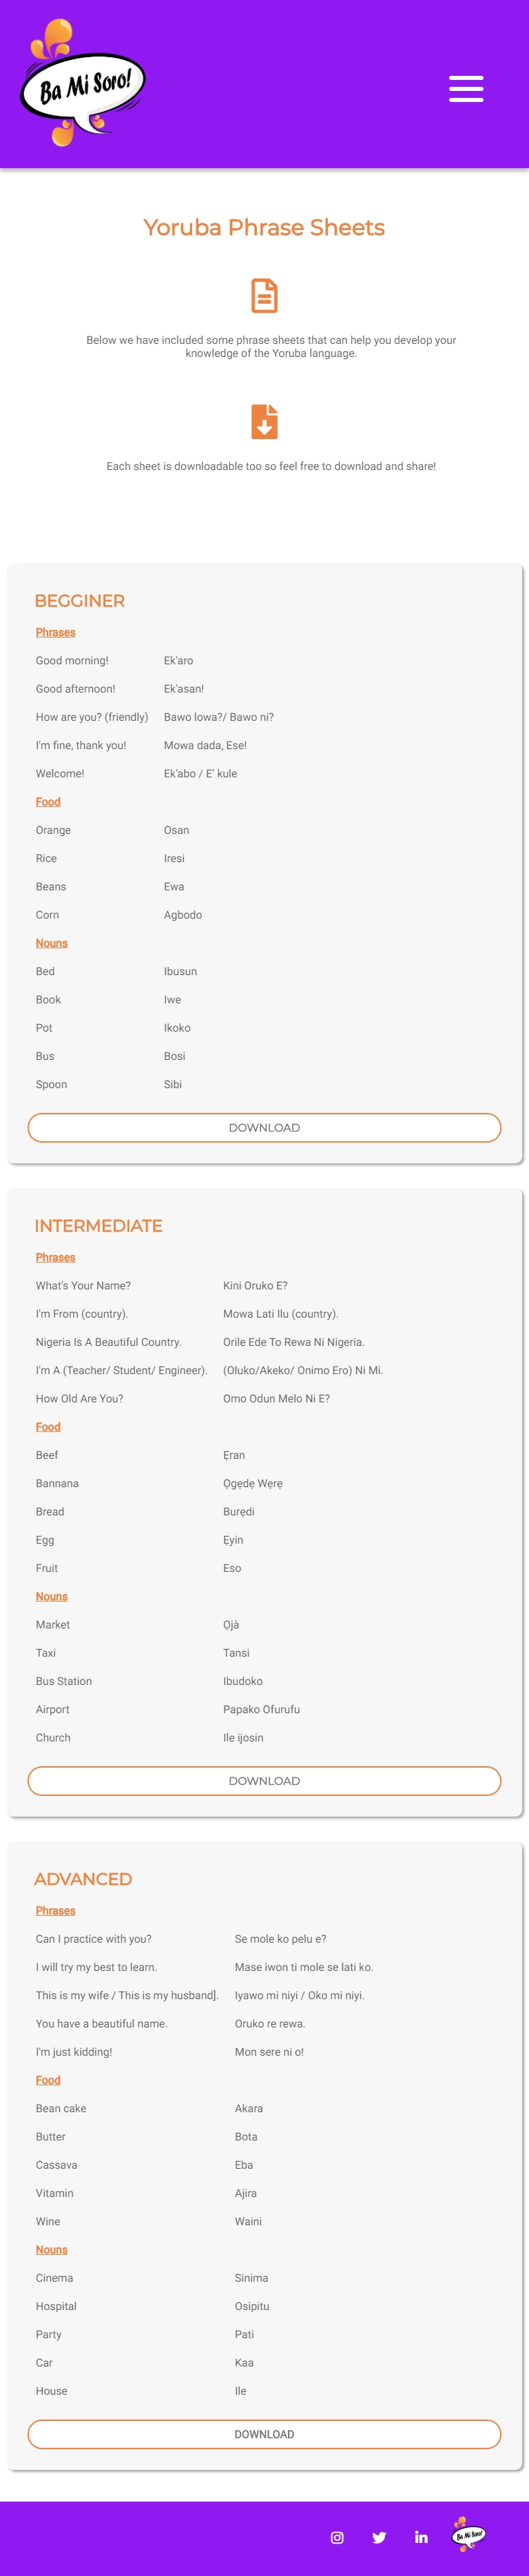 Ba Mi Soro!
Yoruba Phrase Sheets
Below we have included some phrase sheets that can help you develop your
knowledge of the Yoruba language.
Each sheet is downloadable too so feel free to download and share!
BEGGINER
Phrases
Good morning! Ek'aro
Good afternoon! Ek'asan!
How are you? (friendly) Bawo lowa?/ Bawo ni?
I'm fine, thank you! Mowa dada, Ese!
Welcome! Ek'abo / E' kule
Food
Orange Osan
Rice Iresi
Beans Ewa
Corn Agbodo
Nouns
Bed Ibusun
Book Iwe
Pot Ikoko
Bus Bosi
Spoon Sibi
DOWNLOAD
INTERMEDIATE
Phrases
What's Your Name? Kini Oruko E?
I'm From (country). Mowa Lati Ilu (country).
Nigeria Is A Beautiful Country. Orile Ede To Rewa Ni Nigeria.
I'm A (Teacher/ Student/ Engineer). (Oluko/Akeko/ Onimo Ero) Ni Mi.
How Old Are You? Omo Odun Melo Ni E?
Food
Beef Ẹran
Bannana Ọgẹdẹ Wẹrẹ
Bread Burẹdi
Egg Ẹyin
Fruit Eso
Nouns
Market Ọjà
Taxi Tansi
Bus Station Ibudoko
Airport Papako Ofurufu
Church Ile ijosin
DOWNLOAD
ADVANCED
Phrases
Can I practice with you? Se mole ko pelu e?
I will try my best to learn. Mase iwon ti mole se lati ko.
This is my wife / This is my husband]. Iyawo mi niyi / Oko mi niyi.
You have a beautiful name. Oruko re rewa.
I'm just kidding! Mon sere ni o!
Food
Bean cake Akara
Butter Bota
Cassava Eba
Vitamin Ajira
Wine Waini
Nouns
Cinema Sinima
Hospital Osipitu
Party Pati
Car Kaa
House Ile
DOWNLOAD
Ba Mi Soro!